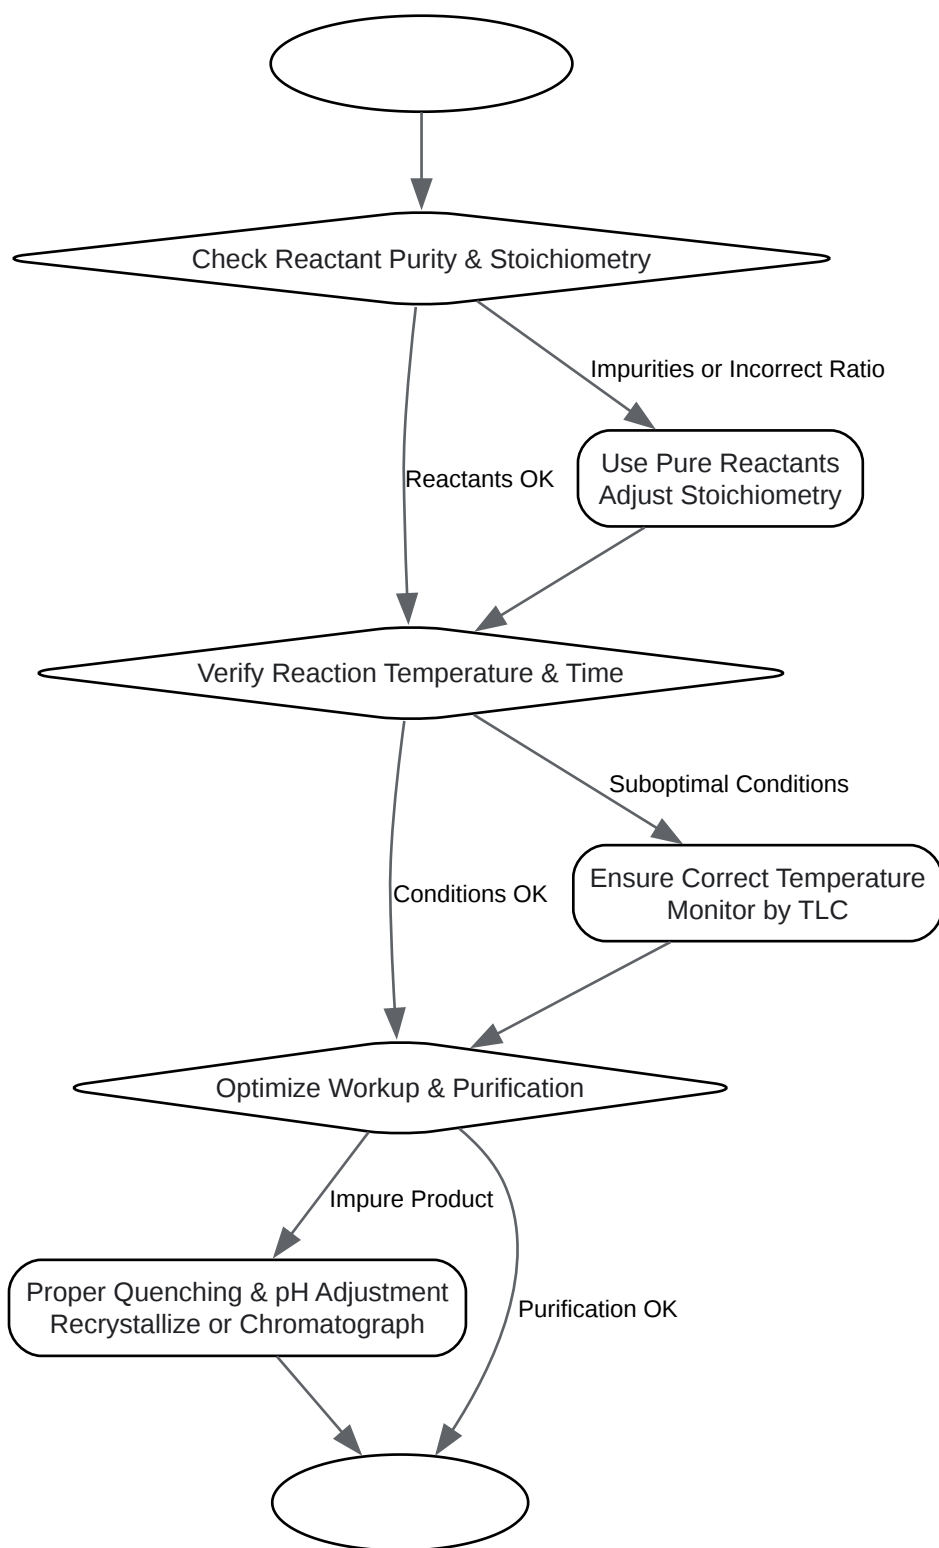 Check Reactant Purity & Stoichiometry
Impurities or Incorrect Ratio
Use Pure Reactants
Adjust Stoichiometry
Reactants OK
Verify Reaction Temperature & Time
Suboptimal Conditions
Ensure Correct Temperature
Monitor by TLC
Conditions OK
Optimize Workup & Purification
Impure Product
Proper Quenching & pH Adjustment
Recrystallize or Chromatograph
Purification OK